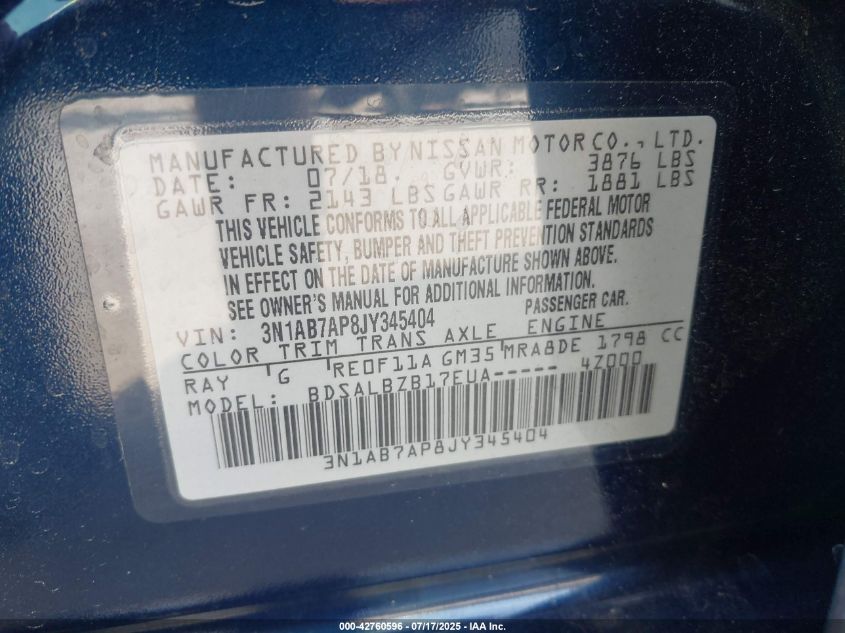 MANUFACTURED BY NISSAN MOTOR CO., LTD.
DATE: 07/18. GVWR: 3876 LBS
GAWR FR: 2143 LBS GAWR RR: 1881 LBS
THIS VEHICLE CONFORMS TO ALL APPLICABLE FEDERAL MOTOR
VEHICLE SAFETY, BUMPER AND THEFT PREVENTION STANDARDS
IN EFFECT ON THE DATE OF MANUFACTURE SHOWN ABOVE.
SEE OWNER'S MANUAL FOR ADDITIONAL INFORMATION.
VIN: 3N1AB7AP8JY345404 PASSENGER CAR.
COLOR TRIM TRANS AXLE ENGINE
RAY G RE0F11A GM35 MRA8DE 1798 CC
MODEL: BDSALBZB17EUA----- 4Z000
3N1AB7AP8JY345404
000-42760596 - 07/17/2025 - IAA Inc.